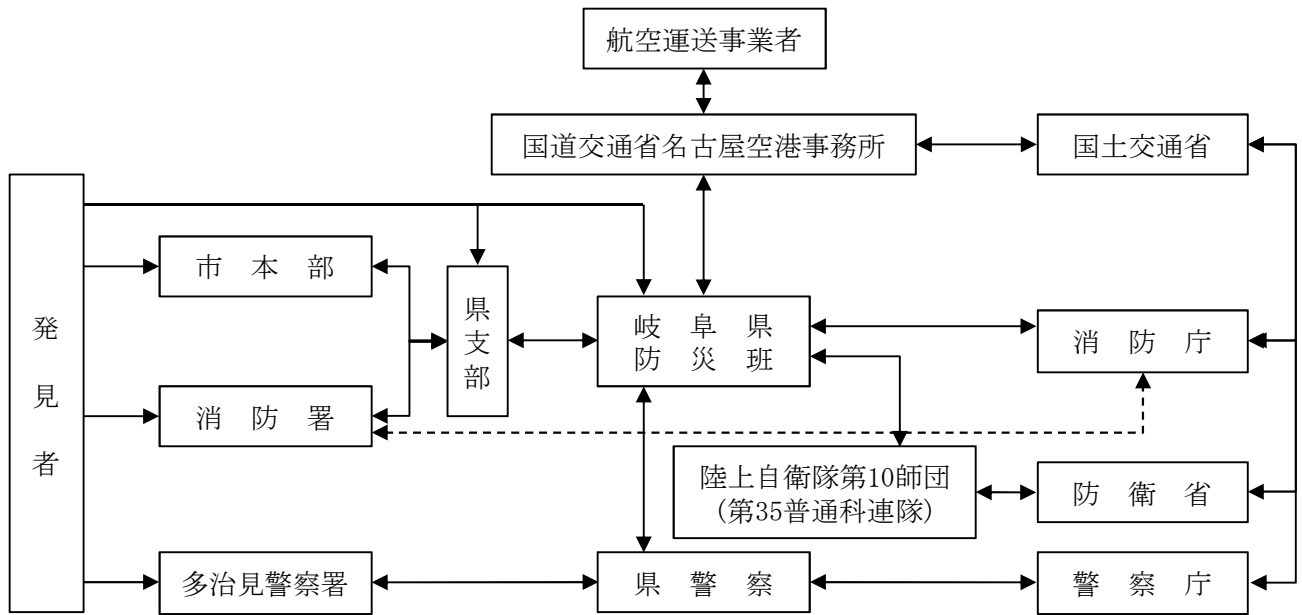 航空運送事業者
国道交通省名古屋空港事務所
国土交通省
発見者
市本部
県支部
岐阜県
防災班
消防庁
消防署
陸上自衛隊第10師団
(第35普通科連隊)
防衛省
多治見警察署
県警察
警察庁